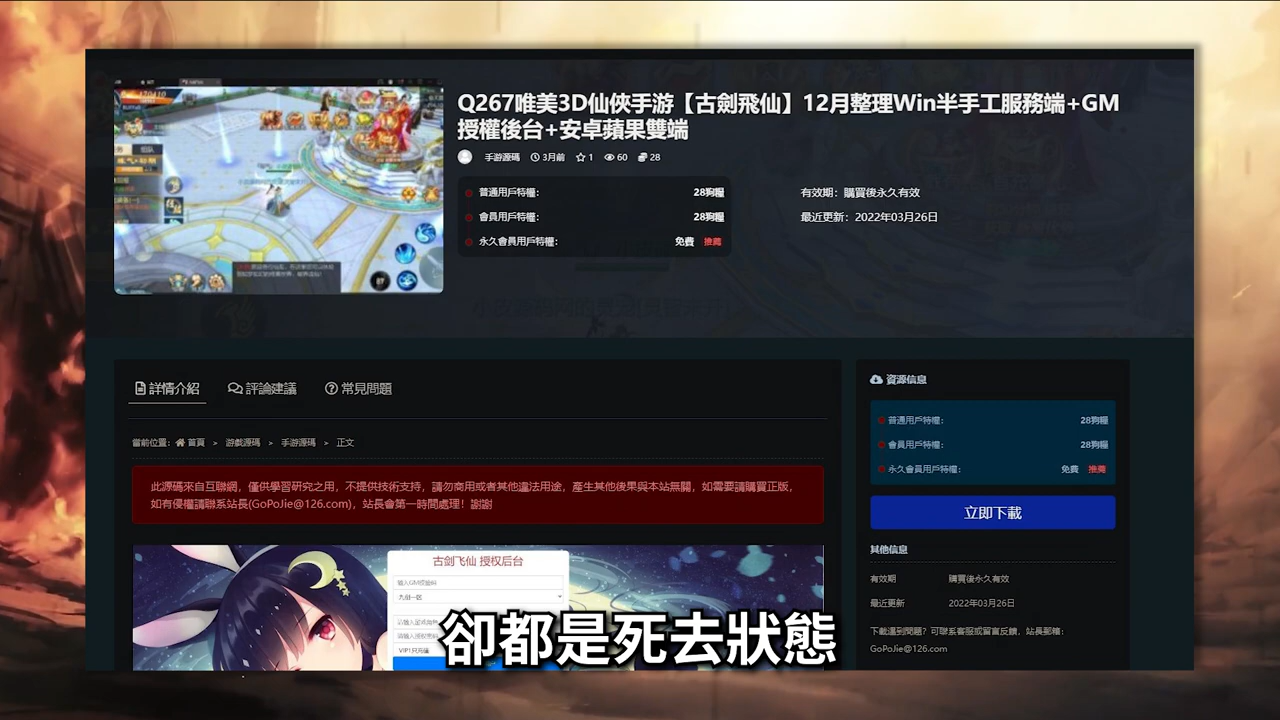 Q267唯美3D仙俠手游【古劍飛仙】12月整理Win半手工服務端+GM
授權後台+安卓蘋果雙端
手游源碼 3月前 1 60 28
普通用戶特權: 28狗糧
會員用戶特權: 28狗糧
永久會員用戶特權: 免費 推薦
有效期：購買後永久有效
最近更新：2022年03月26日
詳情介紹 評論建議 常見問題
當前位置: 首頁 > 游戲源碼 > 手游源碼 > 正文
此源碼來自互聯網，僅供學習研究之用，不提供技術支持，請勿商用或者其他違法用途，產生其他後果與本站無關，如需要請購買正版，
如有侵權請聯系站長(GoPoJie@126.com)，站長會第一時間處理！謝謝
古剑飞仙 授权后台
九剑一区
資源信息
普通用戶特權: 28狗糧
會員用戶特權: 28狗糧
永久會員用戶特權: 免費 推薦
立即下載
其他信息
有效期 購買後永久有效
最近更新 2022年03月26日
下載遇到問題？可聯系客服或留言反饋，站長郵箱：
GoPoJie@126.com
卻都是死去狀態